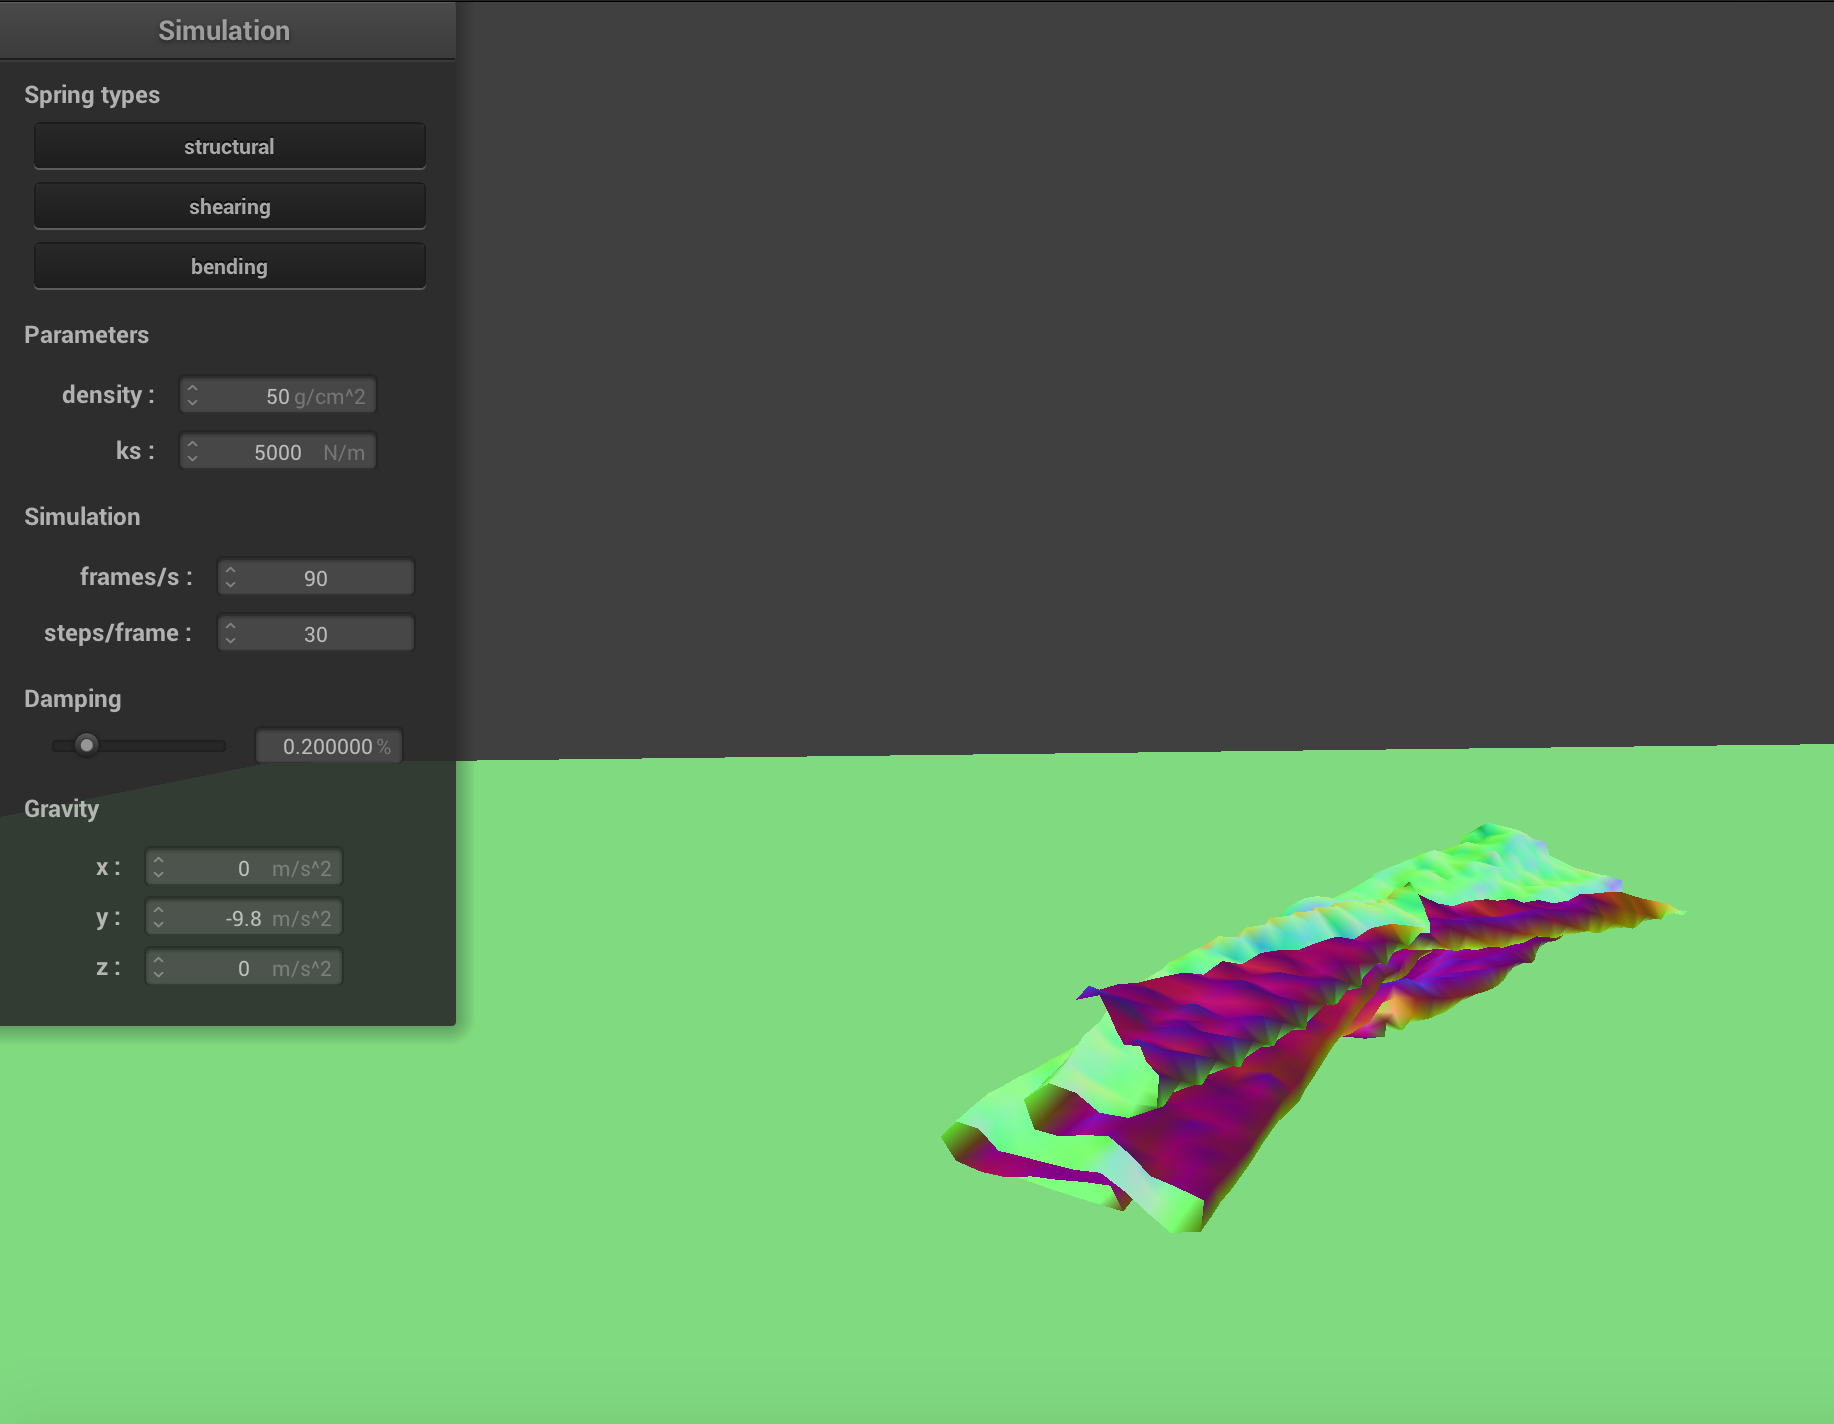 Simulation
Spring types
structural
shearing
bending
Parameters
density : 50 g/cm^2
ks : 5000 N/m
Simulation
frames/s : 90
steps/frame : 30
Damping
0.200000 %
Gravity
x : 0 m/s^2
y : -9.8 m/s^2
z : 0 m/s^2